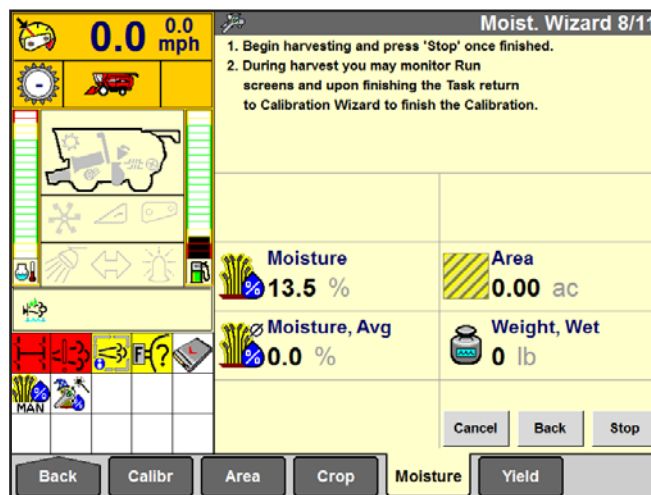 0.0 0.0 mph
Moist. Wizard 8/11
1. Begin harvesting and press 'Stop' once finished.
2. During harvest you may monitor Run
screens and upon finishing the Task return
to Calibration Wizard to finish the Calibration.
Moisture
13.5 %
Area
0.00 ac
Moisture, Avg
0.0 %
Weight, Wet
0 lb
F ?
L
MAN
Cancel Back Stop
Back Calibr Area Crop Moisture Yield